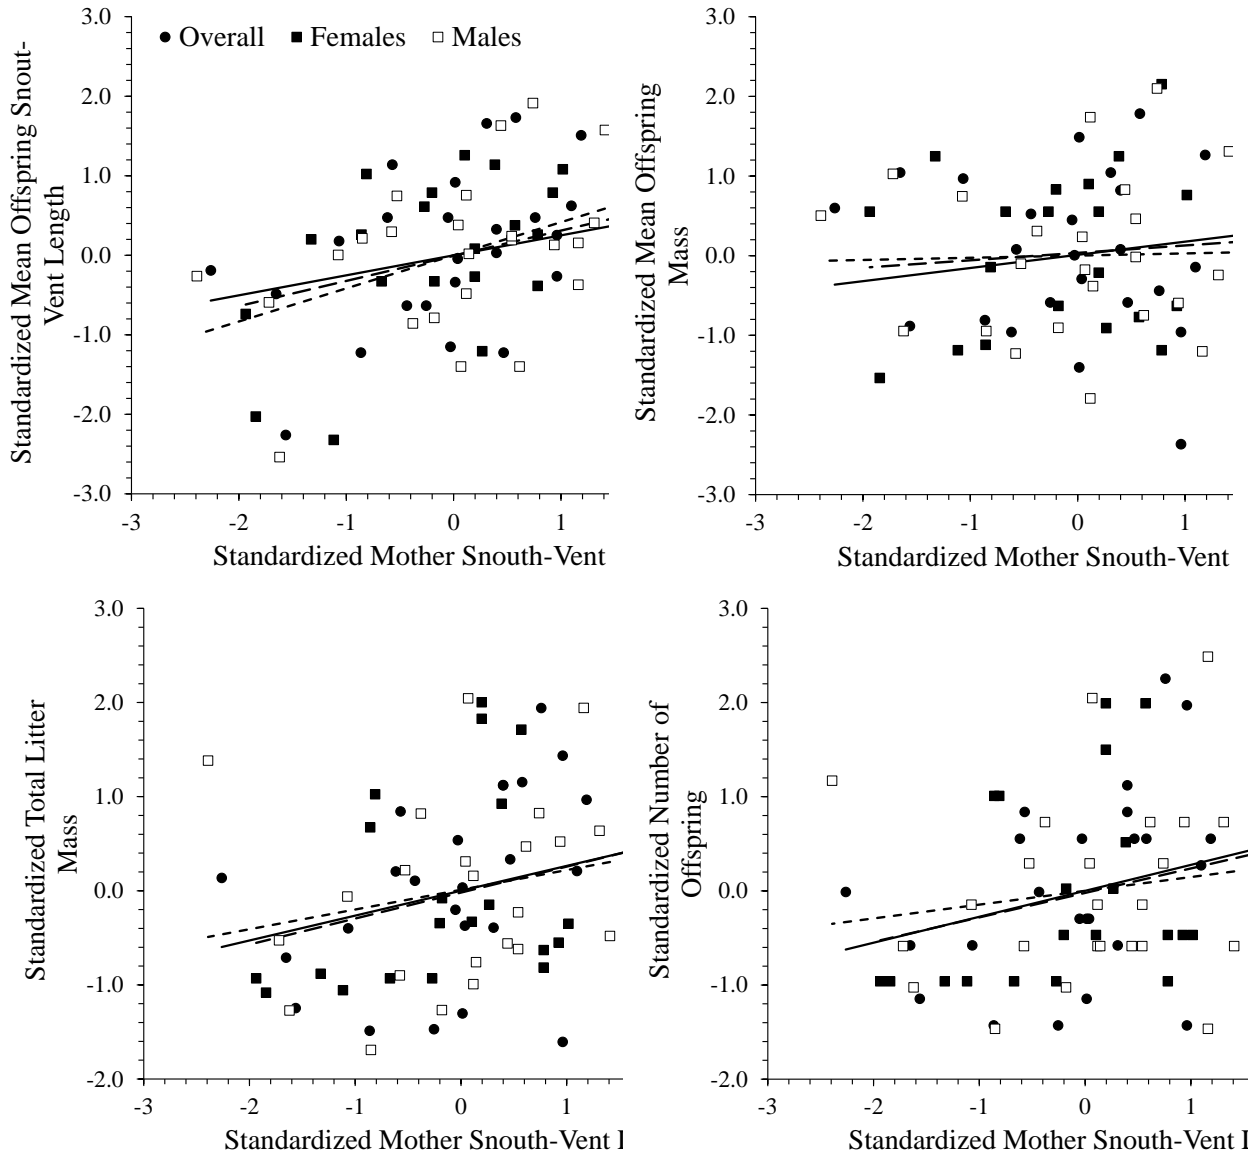 Standardized Mean Offspring Snout-
Vent Length
3.0
2.0
1.0
0.0
-1.0
-2.0
-3.0
Overall Females Males
-3 -2 -1 0 1
Standardized Mother Snouth-Vent
Standardized Mean Offspring
Mass
3.0
2.0
1.0
0.0
-1.0
-2.0
-3.0
-3 -2 -1 0 1
Standardized Mother Snouth-Vent
Standardized Total Litter
Mass
3.0
2.0
1.0
0.0
-1.0
-2.0
-3 -2 -1 0 1
Standardized Mother Snouth-Vent
Standardized Number of
Offspring
3.0
2.0
1.0
0.0
-1.0
-2.0
-3 -2 -1 0 1
Standardized Mother Snouth-Vent